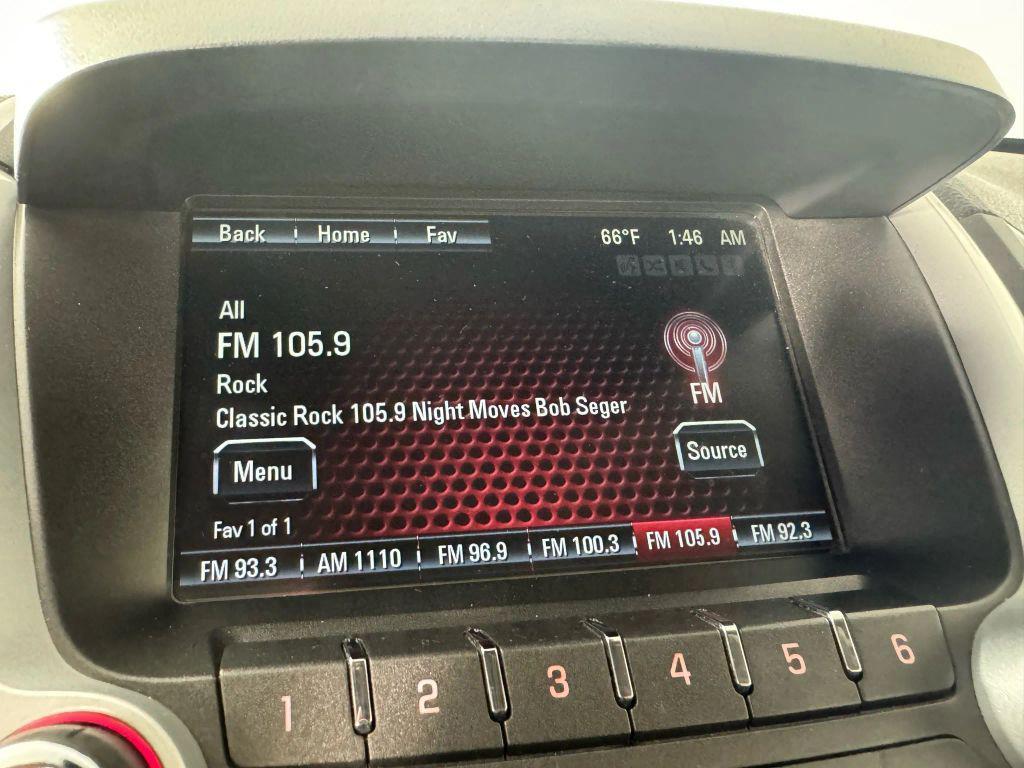 Back Home Fav 66°F 1:46 AM
All
FM 105.9
Rock
Classic Rock 105.9 Night Moves Bob Seger
FM
Menu
Source
Fav 1 of 1
FM 93.3 AM 1110 FM 96.9 FM 100.3 FM 105.9 FM 92.3
1 2 3 4 5 6